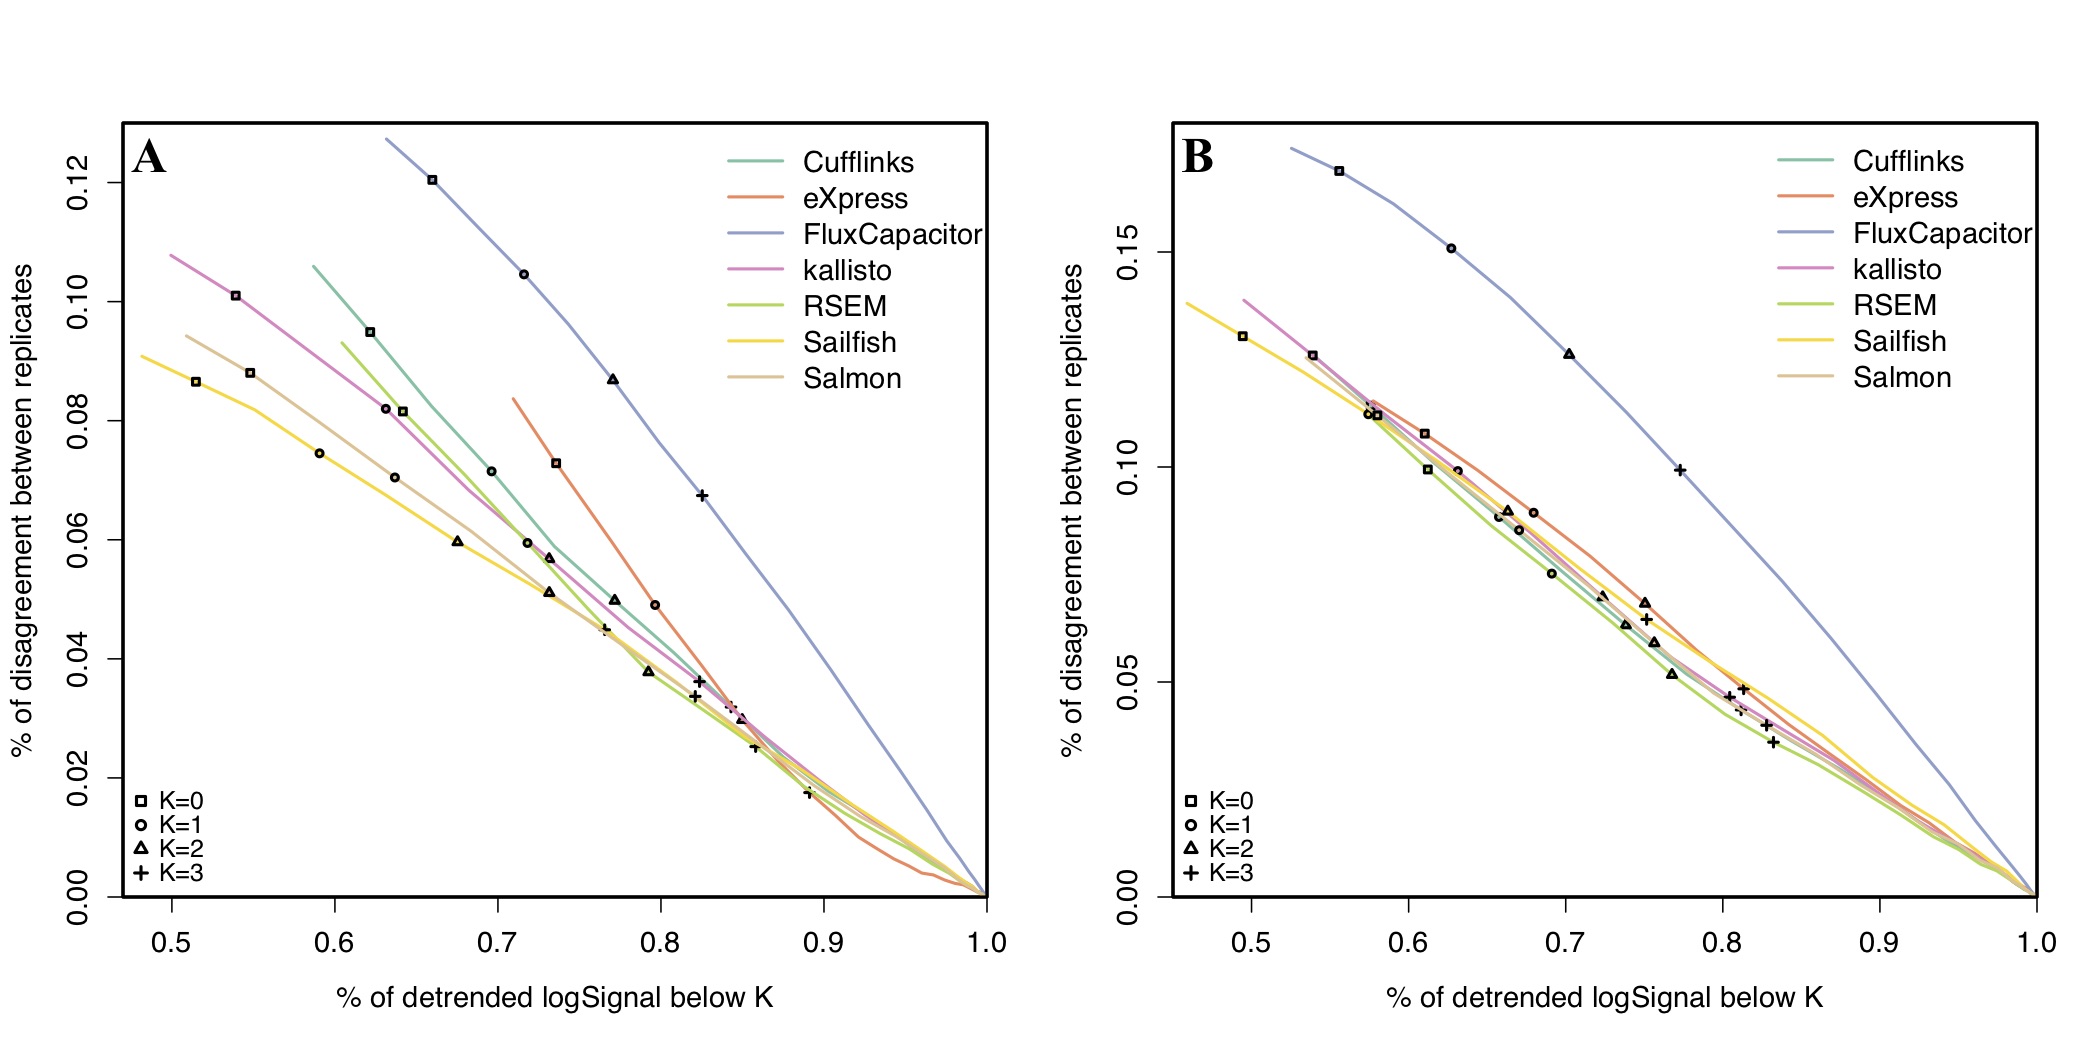 A
Cufflinks
eXpress
FluxCapacitor
kallisto
RSEM
Sailfish
Salmon
K=0
K=1
K=2
K=3
% of disagreement between replicates
0.00
0.02
0.04
0.06
0.08
0.10
0.12
0.5 0.6 0.7 0.8 0.9 1.0
% of detrended logSignal below K
B
Cufflinks
eXpress
FluxCapacitor
kallisto
RSEM
Sailfish
Salmon
K=0
K=1
K=2
K=3
% of disagreement between replicates
0.00
0.05
0.10
0.15
0.5 0.6 0.7 0.8 0.9 1.0
% of detrended logSignal below K